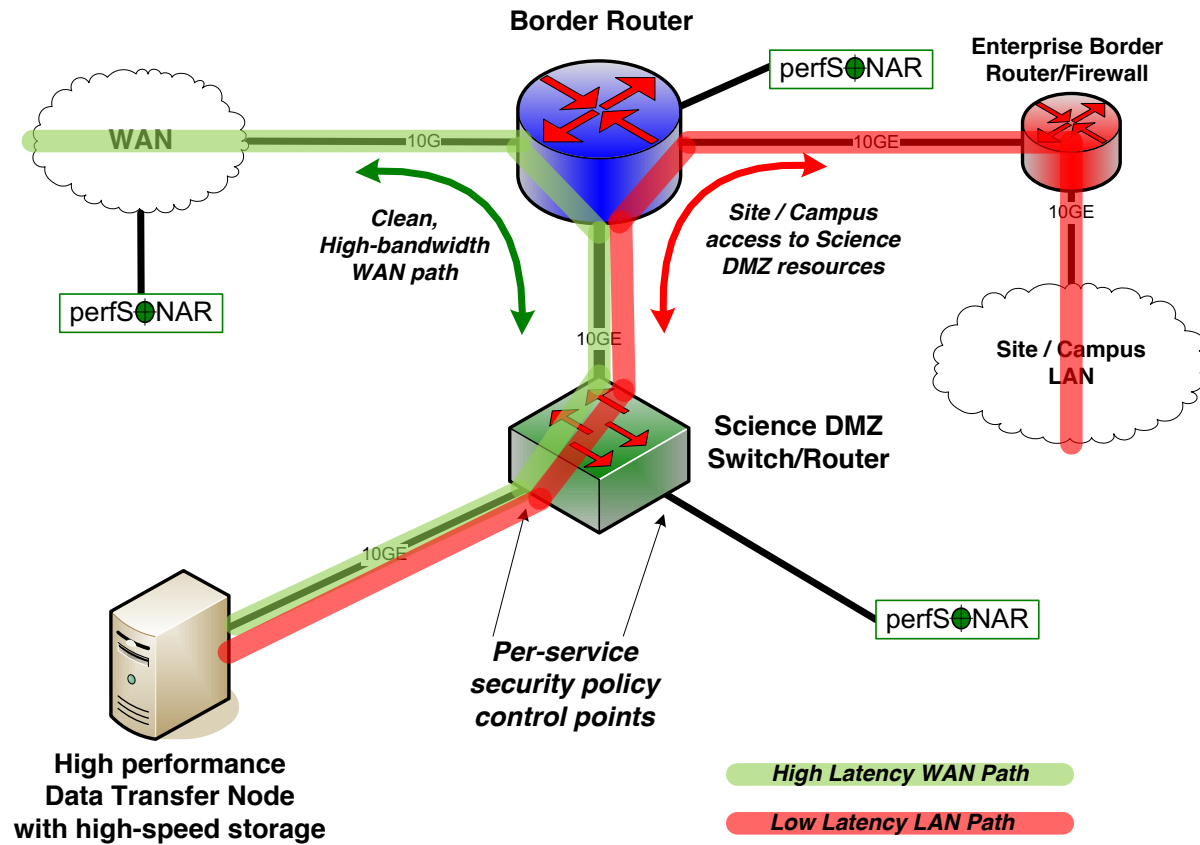 Border Router
perfSONAR
Enterprise Border
Router/Firewall
WAN
10G
10GE
10GE
Clean,
High-bandwidth
WAN path
Site / Campus
access to Science
DMZ resources
perfSONAR
10GE
Site / Campus
LAN
Science DMZ
Switch/Router
10GE
perfSONAR
Per-service
security policy
control points
High performance
Data Transfer Node
with high-speed storage
High Latency WAN Path
Low Latency LAN Path